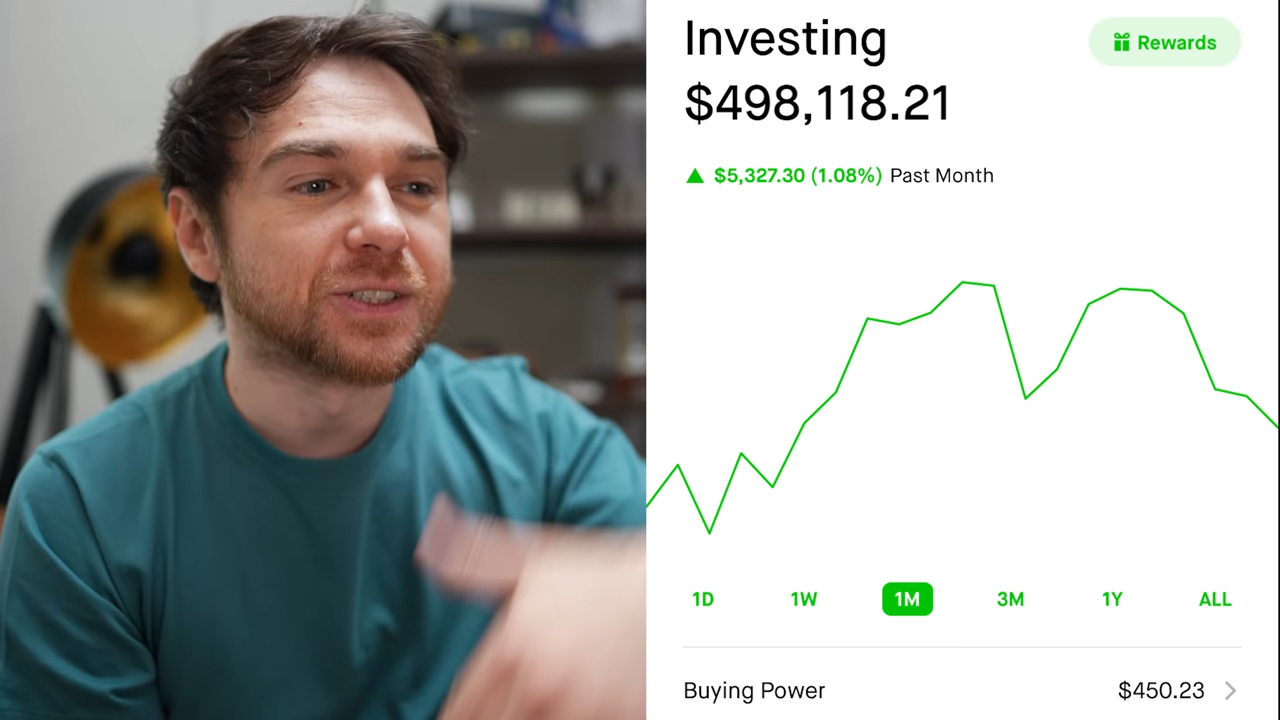 Investing
Rewards
$498,118.21
$5,327.30 (1.08%) Past Month
1D 1W 1M 3M 1Y ALL
Buying Power $450.23